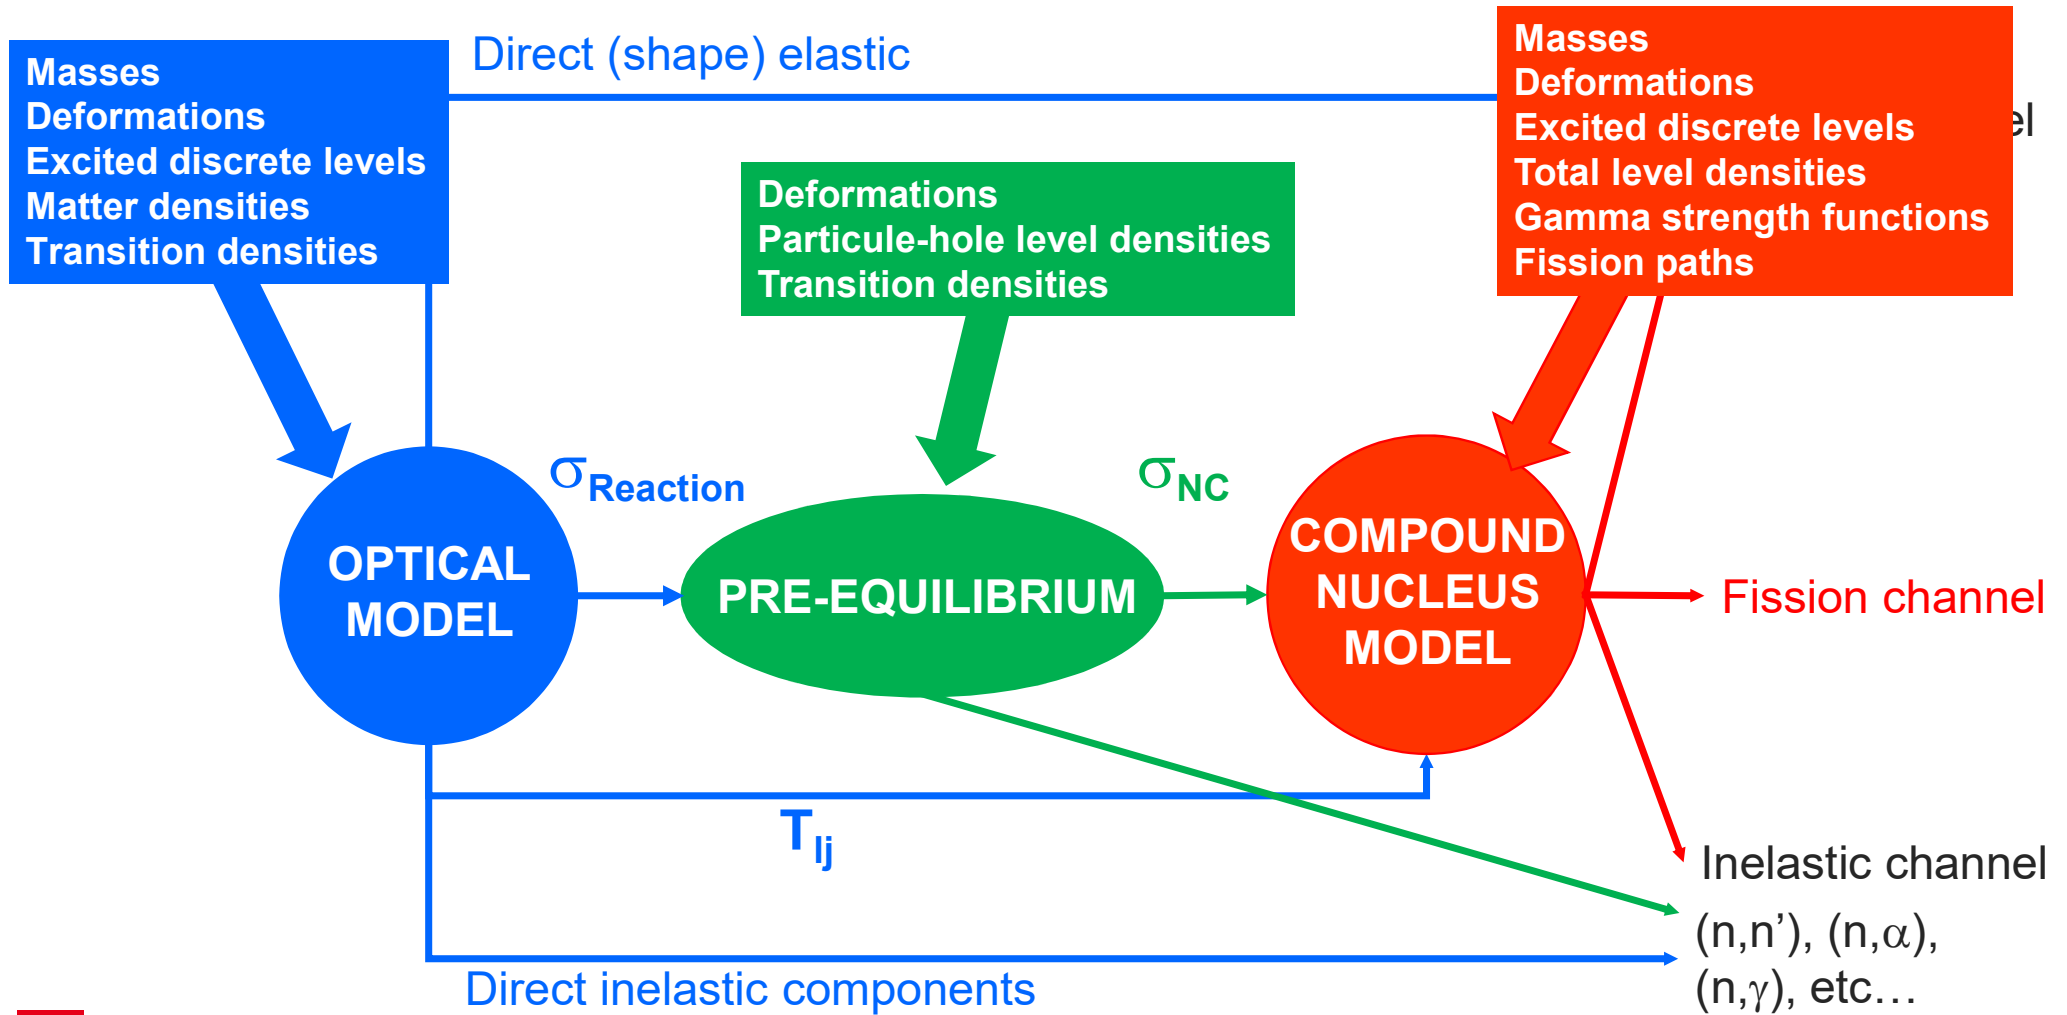 Direct (shape) elastic
Masses
Deformations
Excited discrete levels
Matter densities
Transition densities
Deformations
Particule-hole level densities
Transition densities
Masses
Deformations
Excited discrete levels
Total level densities
Gamma strength functions
Fission paths
σReaction
σNC
OPTICAL
MODEL
PRE-EQUILIBRIUM
COMPOUND
NUCLEUS
MODEL
Fission channel
Tlj
Inelastic channel
(n,n’), (n,α),
(n,γ), etc…
Direct inelastic components